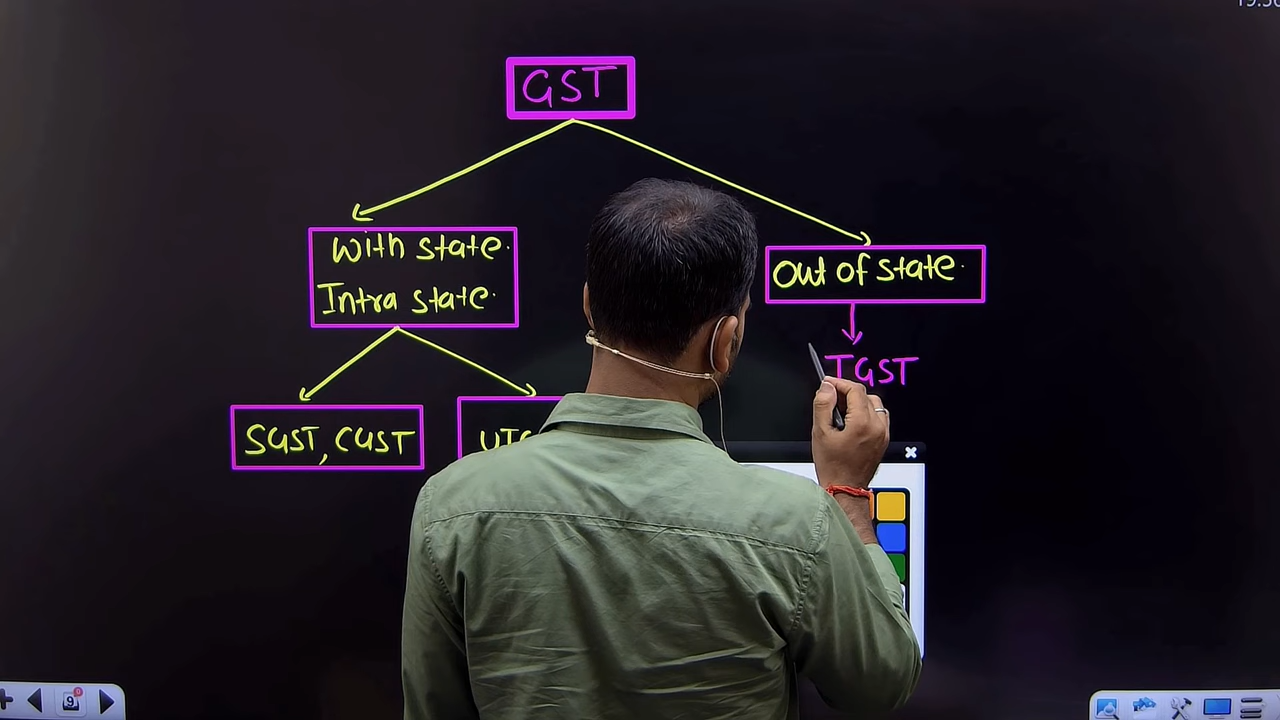 GST
With state.
Intra state.
Out of state.
IGST
SGST, CGST